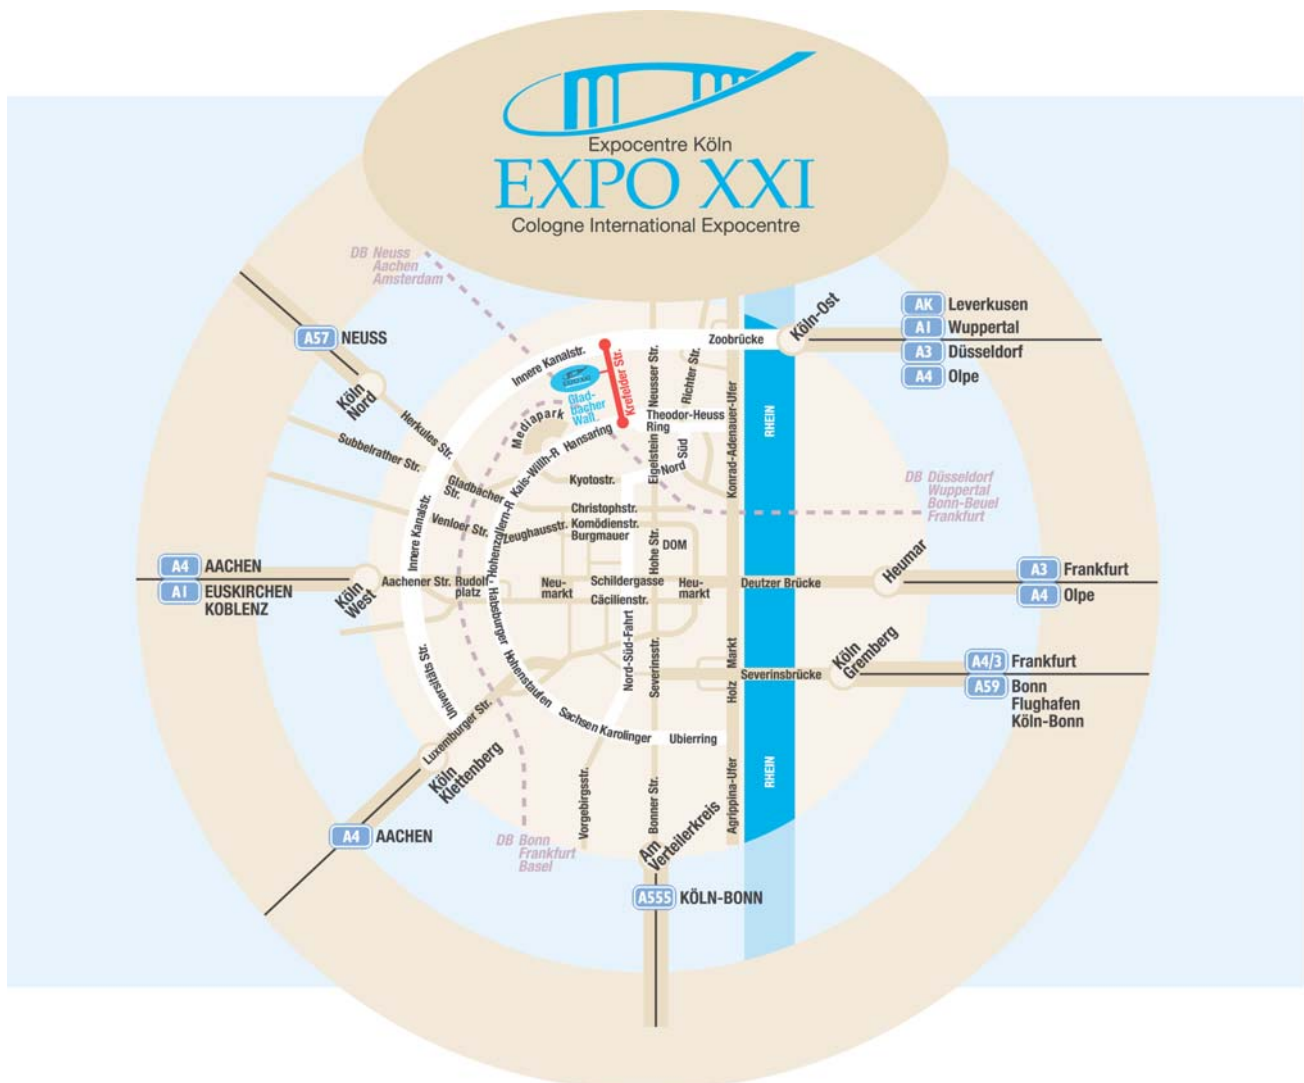 Expocentre Köln
EXPO XXI
Cologne International Expocentre
DB Neuss
Aachen
Amsterdam
A57 NEUSS
Köln
Nord
Köln-Ost
AK Leverkusen
A1 Wuppertal
A3 Düsseldorf
A4 Olpe
Zoobrücke
Innere Kanalstr.
Krefelder Str.
Neusser Str.
Richter Str.
Glad-
bacher
Wall
Mediapark
Theodor-Heuss
Ring
Hansaring
Kais-Willh-R
Eigelstein
Nord
Süd
Konrad-Adenauer-Ufer
RHEIN
Herkules Str.
Subbelrather Str.
Gladbacher
Str.
Venloer Str.
Innere Kanalstr.
Kyotostr.
Christophstr.
Komödienstr.
Burgmauer
Zeughausstr.
Hohenzollern-R
Hohe Str.
DOM
DB Düsseldorf
Wuppertal
Bonn-Beuel
Frankfurt
A4 AACHEN
A1 EUSKIRCHEN
KOBLENZ
Köln
West
Aachener Str.
Rudolf
platz
Neu-
markt
Schildergasse
Cäcilienstr.
Heu-
markt
Deutzer Brücke
Heumar
A3 Frankfurt
A4 Olpe
Habsburger
Hohenstaufen
Sachsen
Karolinger
Ubierring
Nord-Süd-Fahrt
Severinsstr.
Holz Markt
Severinsbrücke
Köln
Gremberg
A4/3 Frankfurt
A59 Bonn
Flughafen
Köln-Bonn
Universitäts Str.
Luxemburger Str.
Köln
Klettenberg
A4 AACHEN
DB Bonn
Frankfurt
Basel
Vorgebirgsstr.
Bonner Str.
Agrippina-Ufer
RHEIN
Am
Verteilerkreis
A555 KÖLN-BONN